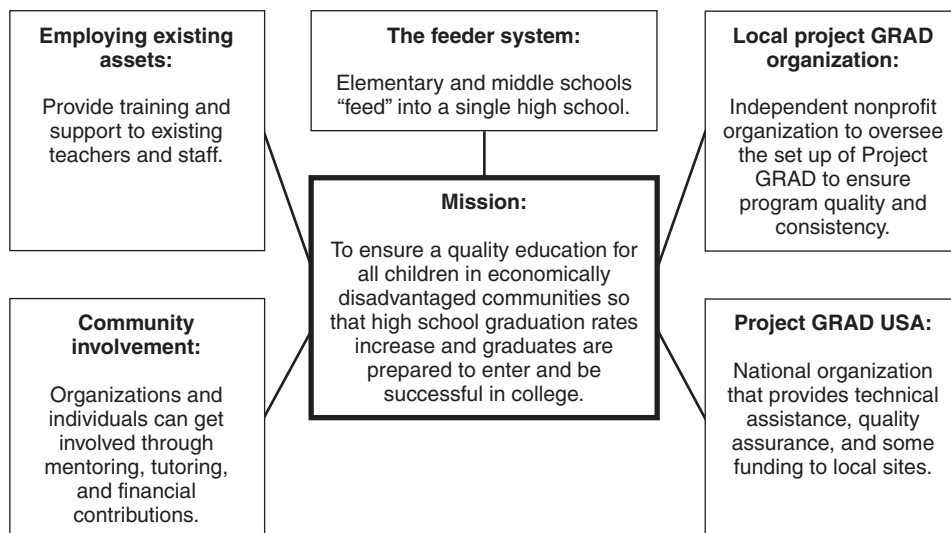 Employing existing
assets:
Provide training and
support to existing
teachers and staff.
The feeder system:
Elementary and middle schools
“feed” into a single high school.
Local project GRAD
organization:
Independent nonprofit
organization to oversee
the set up of Project
GRAD to ensure
program quality and
consistency.
Mission:
To ensure a quality education for
all children in economically
disadvantaged communities so
that high school graduation rates
increase and graduates are
prepared to enter and be
successful in college.
Community
involvement:
Organizations and
individuals can get
involved through
mentoring, tutoring,
and financial
contributions.
Project GRAD USA:
National organization
that provides technical
assistance, quality
assurance, and some
funding to local sites.